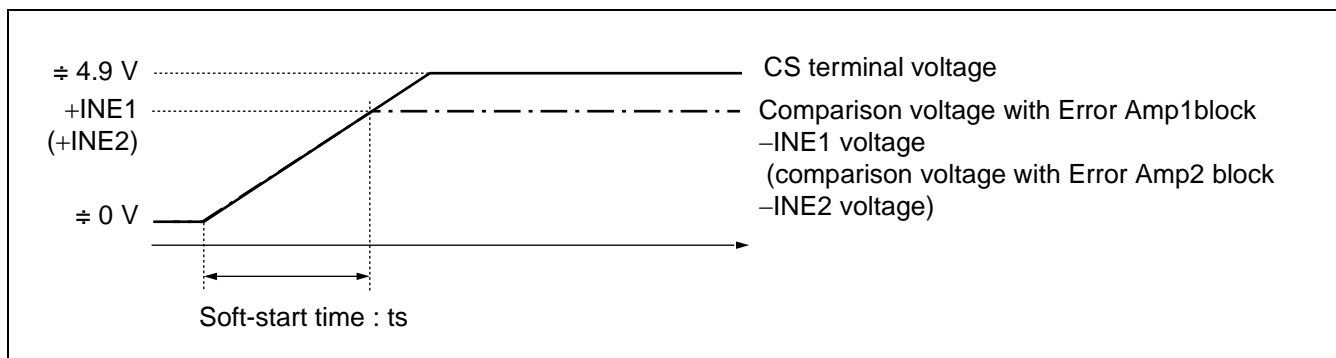 ≑ 4.9 V
CS terminal voltage
+INE1
(+INE2)
Comparison voltage with Error Amp1block
−INE1 voltage
(comparison voltage with Error Amp2 block
−INE2 voltage)
≑ 0 V
Soft-start time : ts